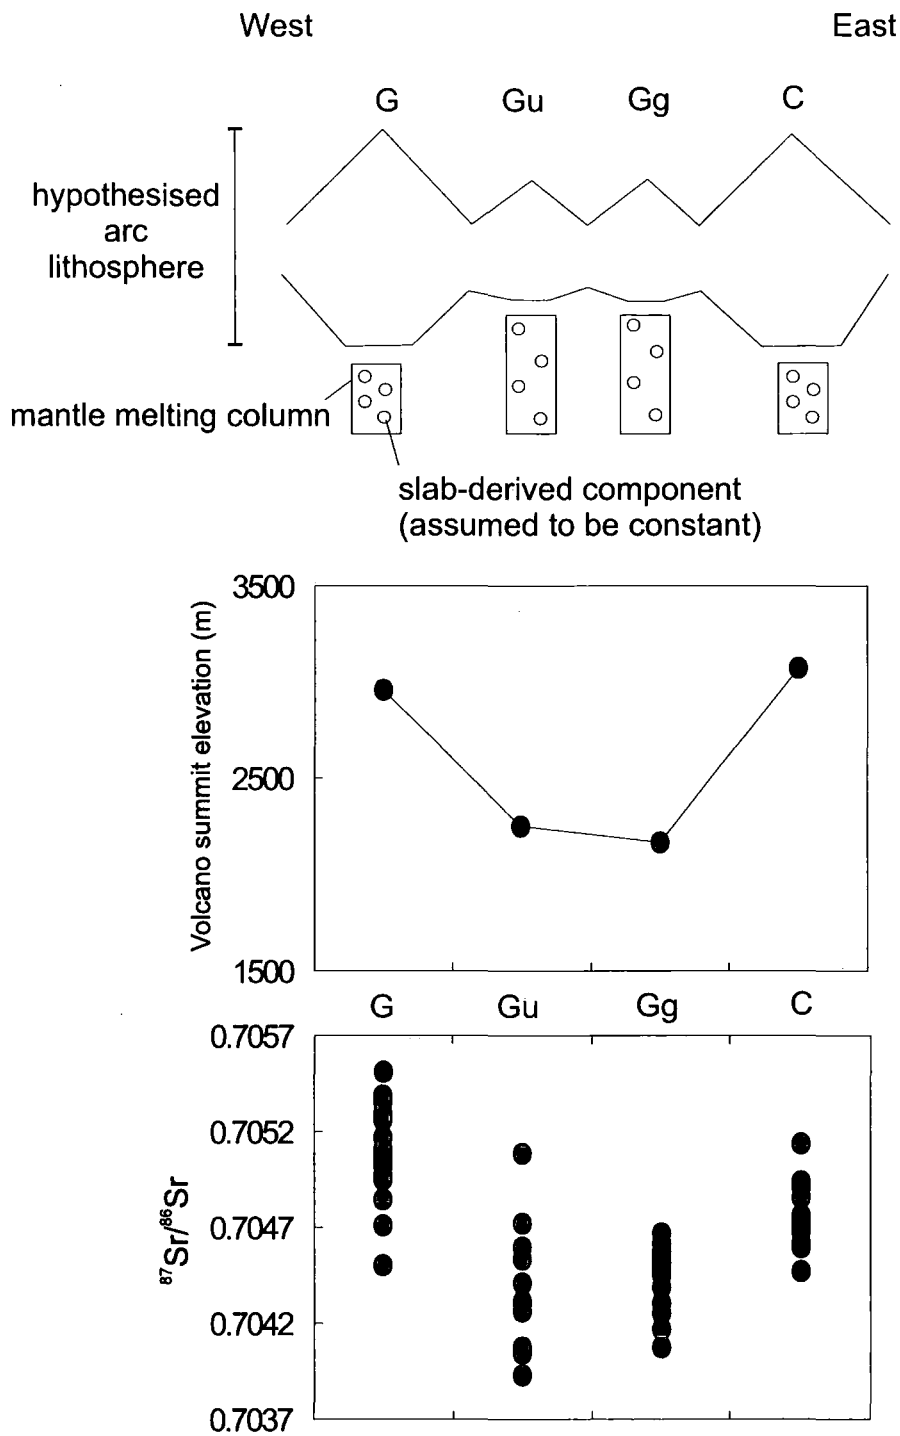 West East
G Gu Gg C
hypothesised
arc
lithosphere
mantle melting column
slab-derived component
(assumed to be constant)
Volcano summit elevation (m)
3500
2500
1500
G Gu Gg C
⁸⁷Sr/⁸⁶Sr
0.7057
0.7052
0.7047
0.7042
0.7037